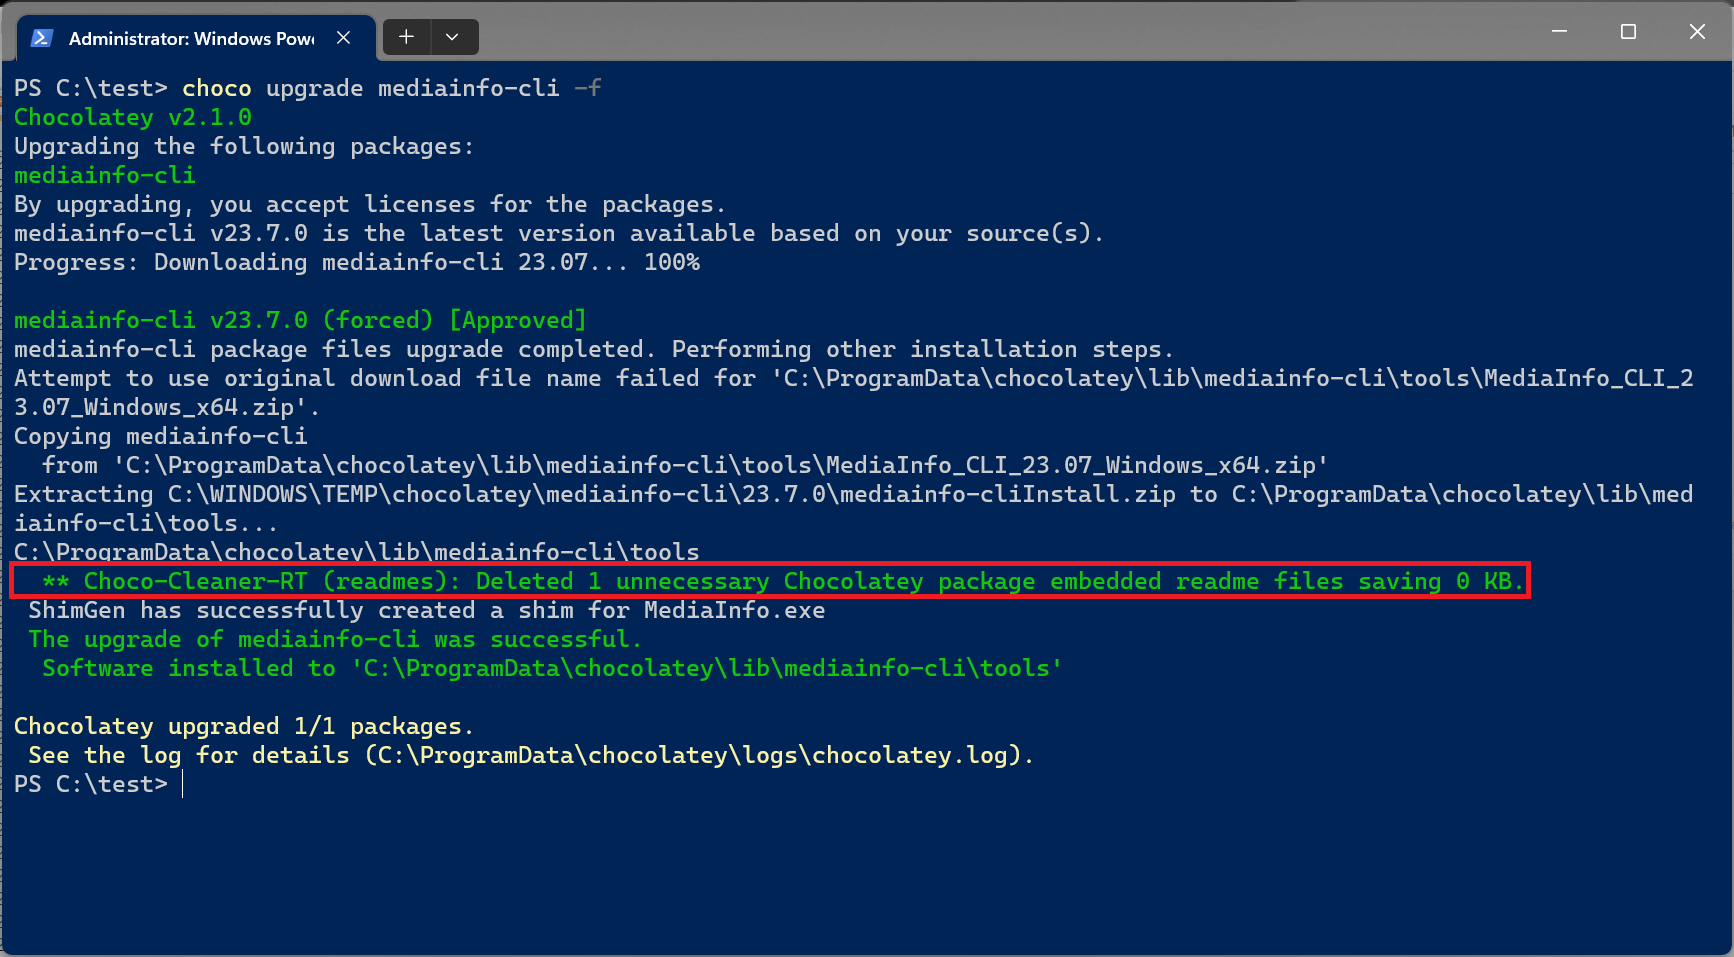 Administrator: Windows Pow
PS C:\test> choco upgrade mediainfo-cli -f
Chocolatey v2.1.0
Upgrading the following packages:
mediainfo-cli
By upgrading, you accept licenses for the packages.
mediainfo-cli v23.7.0 is the latest version available based on your source(s).
Progress: Downloading mediainfo-cli 23.07... 100%
mediainfo-cli v23.7.0 (forced) [Approved]
mediainfo-cli package files upgrade completed. Performing other installation steps.
Attempt to use original download file name failed for 'C:\ProgramData\chocolatey\lib\mediainfo-cli\tools\MediaInfo_CLI_2
3.07_Windows_x64.zip'.
Copying mediainfo-cli
from 'C:\ProgramData\chocolatey\lib\mediainfo-cli\tools\MediaInfo_CLI_23.07_Windows_x64.zip'
Extracting C:\WINDOWS\TEMP\chocolatey\mediainfo-cli\23.7.0\mediainfo-cliInstall.zip to C:\ProgramData\chocolatey\lib\med
iainfo-cli\tools...
C:\ProgramData\chocolatey\lib\mediainfo-cli\tools
** Choco-Cleaner-RT (readmes): Deleted 1 unnecessary Chocolatey package embedded readme files saving 0 KB.
ShimGen has successfully created a shim for MediaInfo.exe
The upgrade of mediainfo-cli was successful.
Software installed to 'C:\ProgramData\chocolatey\lib\mediainfo-cli\tools'
Chocolatey upgraded 1/1 packages.
See the log for details (C:\ProgramData\chocolatey\logs\chocolatey.log).
PS C:\test>